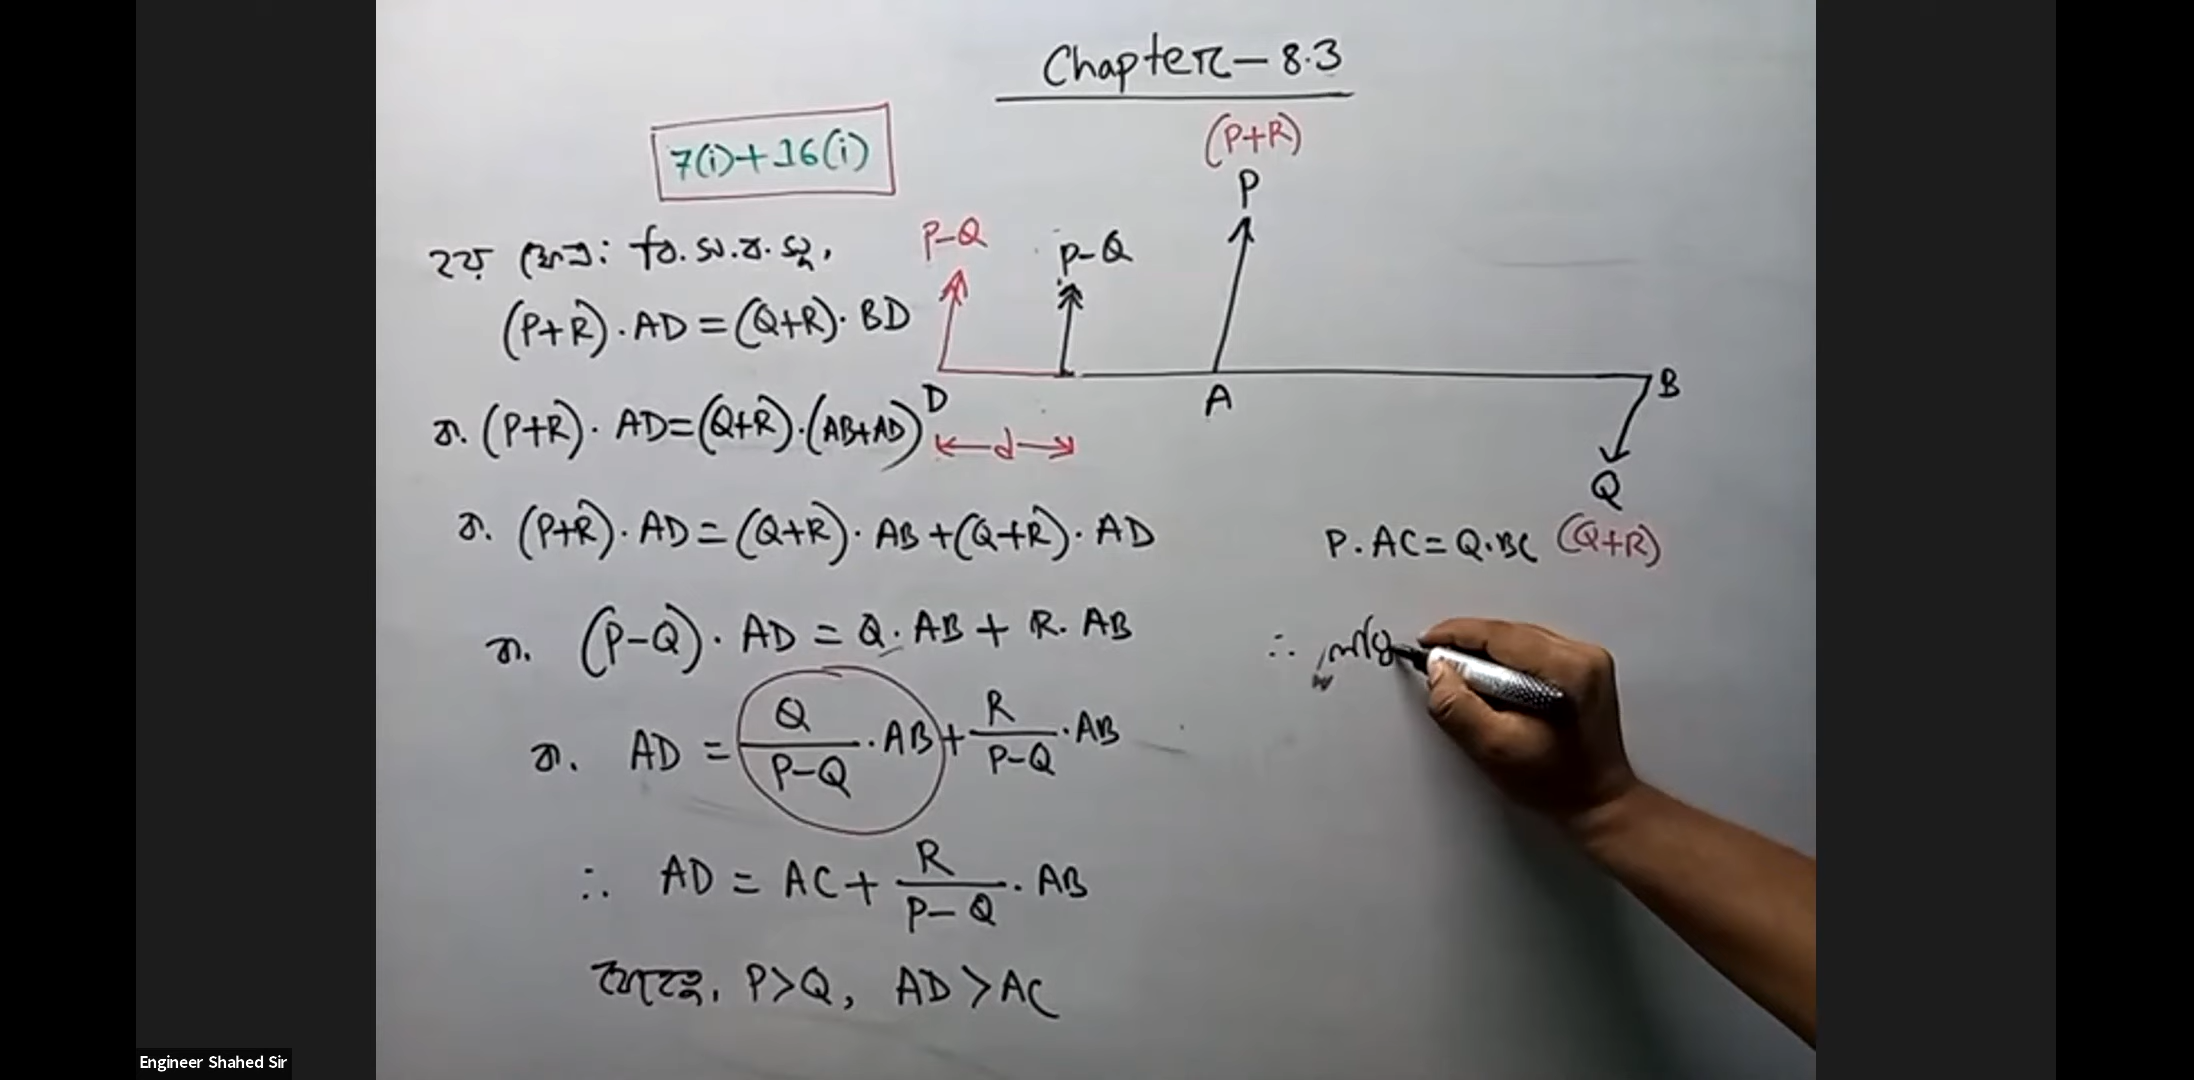 Chapter – 8.3
7(i)+16(i)
(P+R)
P
P-Q
P-Q
২য় ক্ষেত্রে: বি.স.ব.সূ,
(P+R)·AD=(Q+R)·BD
D
A
B
d
Q
(Q+R)
বা. (P+R)· AD=(Q+R)·(AB+AD)
বা. (P+R)·AD=(Q+R)· AB+(Q+R)·AD
P.AC=Q.BC
বা. (P-Q)· AD = Q. AB + R. AB
∴
বা. AD = Q/P-Q ·AB+ R/P-Q ·AB
∴ AD = AC+ R/P-Q · AB
যেহেতু, P>Q, AD>AC
Engineer Shahed Sir